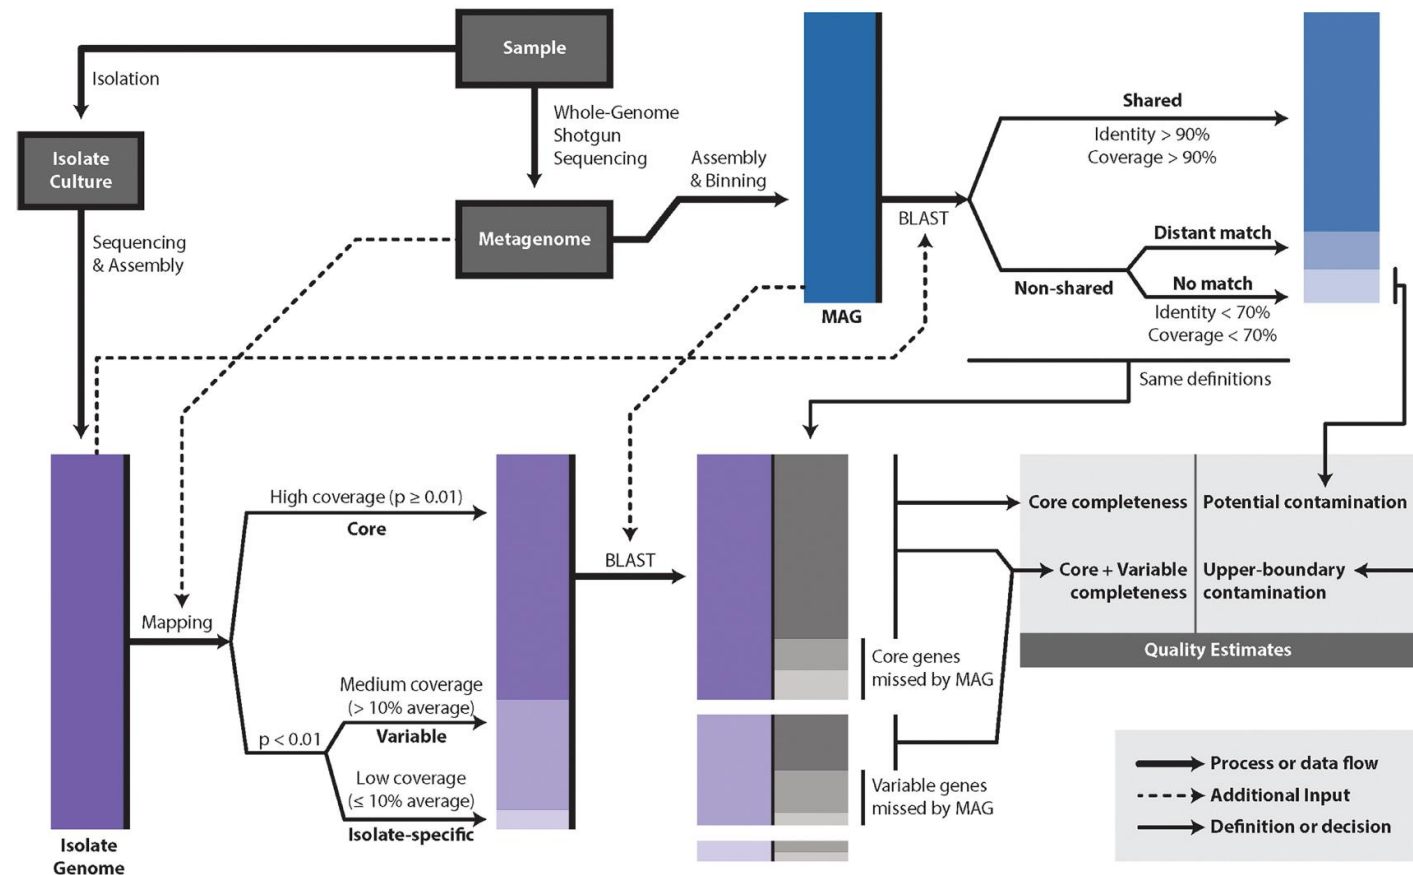 Sample
Isolation
Whole-Genome
Shotgun
Sequencing
Isolate
Culture
Assembly
& Binning
Sequencing
& Assembly
Metagenome
MAG
BLAST
Shared
Identity > 90%
Coverage > 90%
Distant match
Non-shared
No match
Identity < 70%
Coverage < 70%
Same definitions
High coverage (p ≥ 0.01)
Core
Mapping
Medium coverage
(> 10% average)
Variable
p < 0.01
Low coverage
(≤ 10% average)
Isolate-specific
Isolate
Genome
BLAST
Core genes
missed by MAG
Variable genes
missed by MAG
Core completeness
Potential contamination
Core + Variable
completeness
Upper-boundary
contamination
Quality Estimates
Process or data flow
Additional Input
Definition or decision